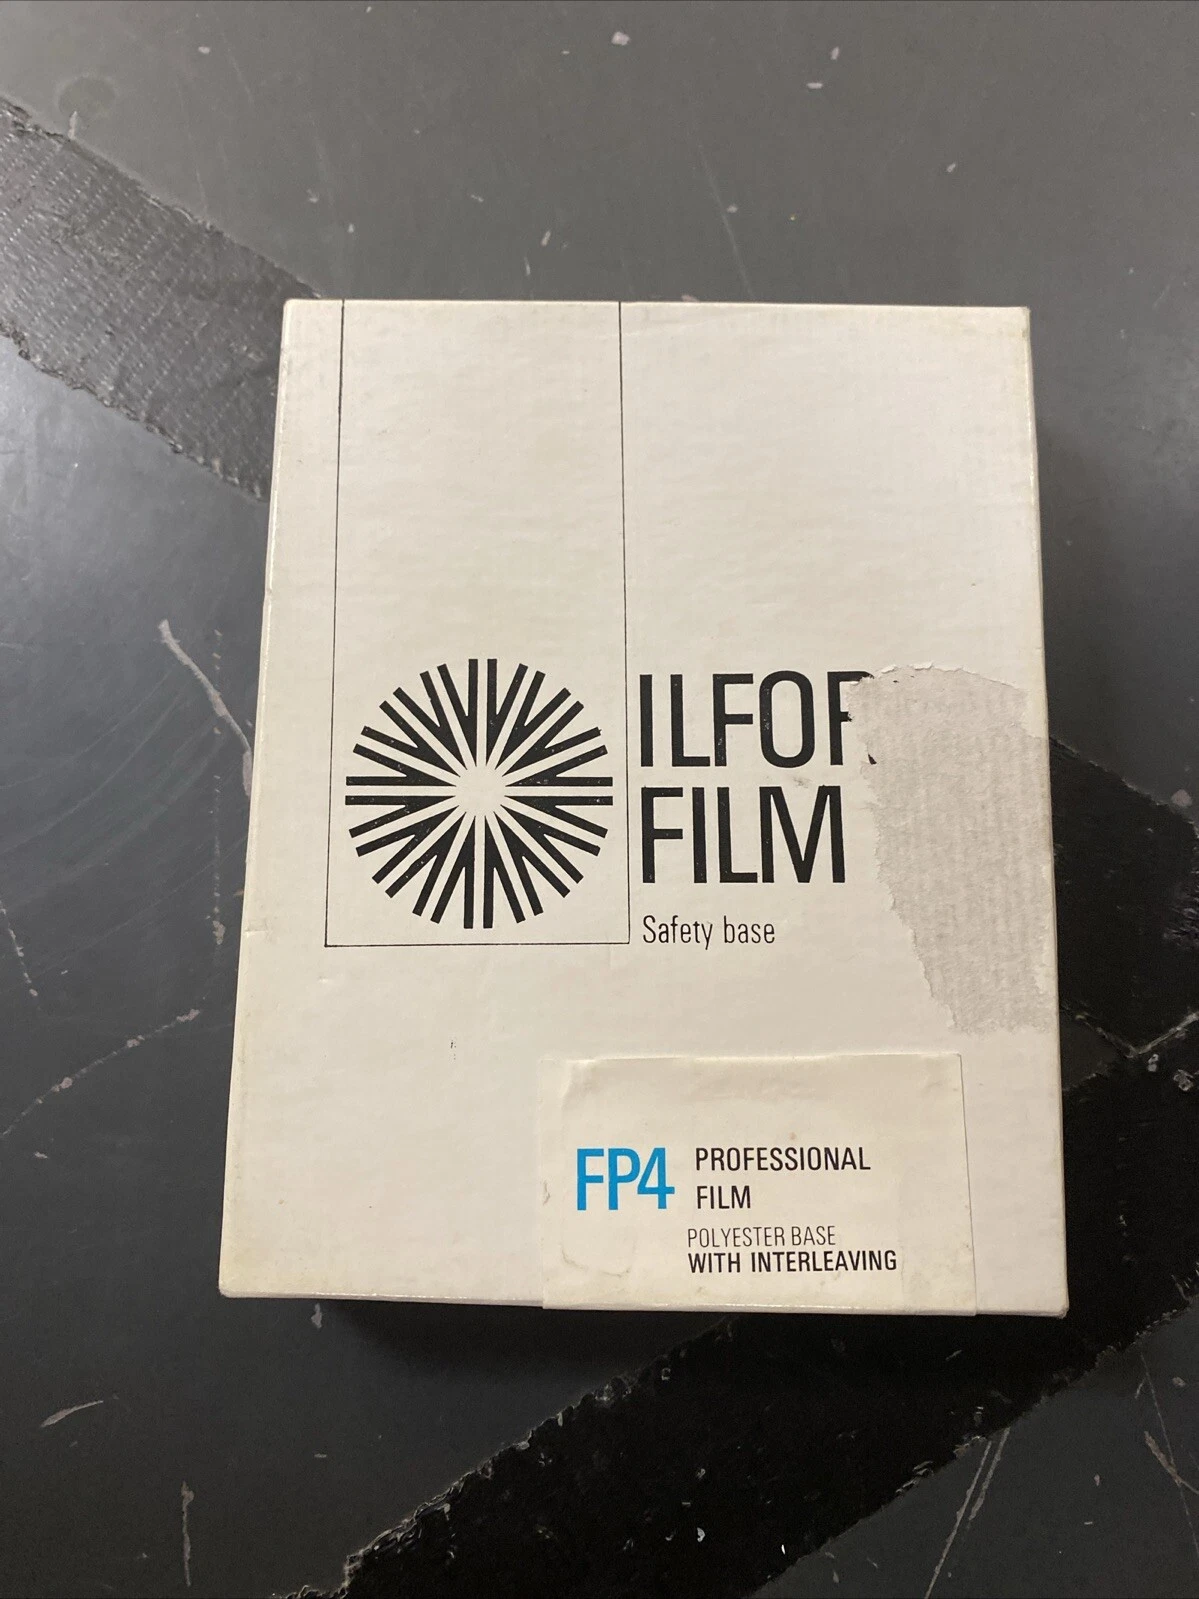 ILFOR
FILM
Safety base
FP4 PROFESSIONAL
FILM
POLYESTER BASE
WITH INTERLEAVING